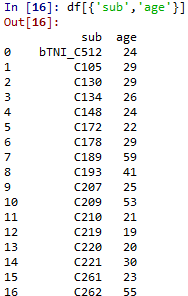 In [16]: df[{'sub','age'}]
Out[16]:
sub age
0 bTNI_C512 24
1 C105 29
2 C130 29
3 C134 26
4 C148 24
5 C172 22
6 C178 29
7 C189 59
8 C193 41
9 C207 25
10 C209 53
11 C210 21
12 C219 19
13 C220 20
14 C221 30
15 C261 23
16 C262 55